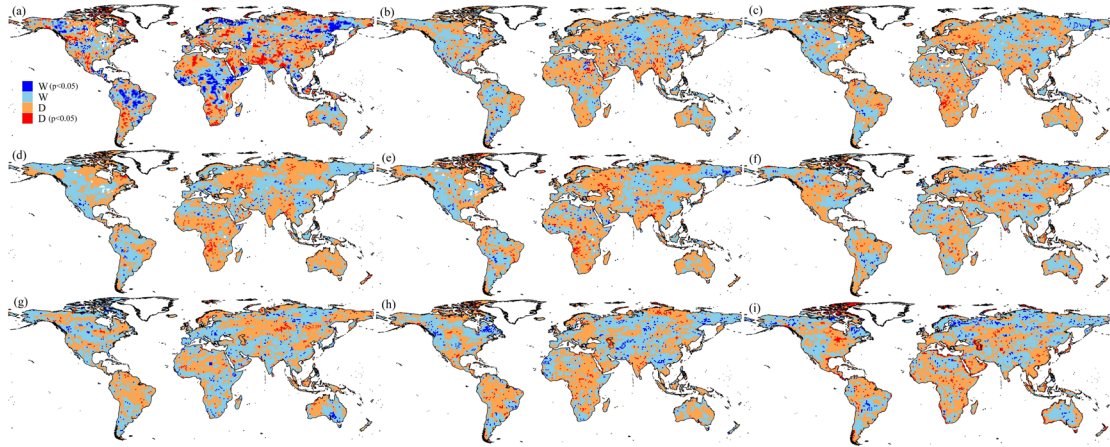 (a)
(b)
(c)
W (p<0.05)
W
D
D (p<0.05)
(d)
(e)
(f)
(g)
(h)
(i)